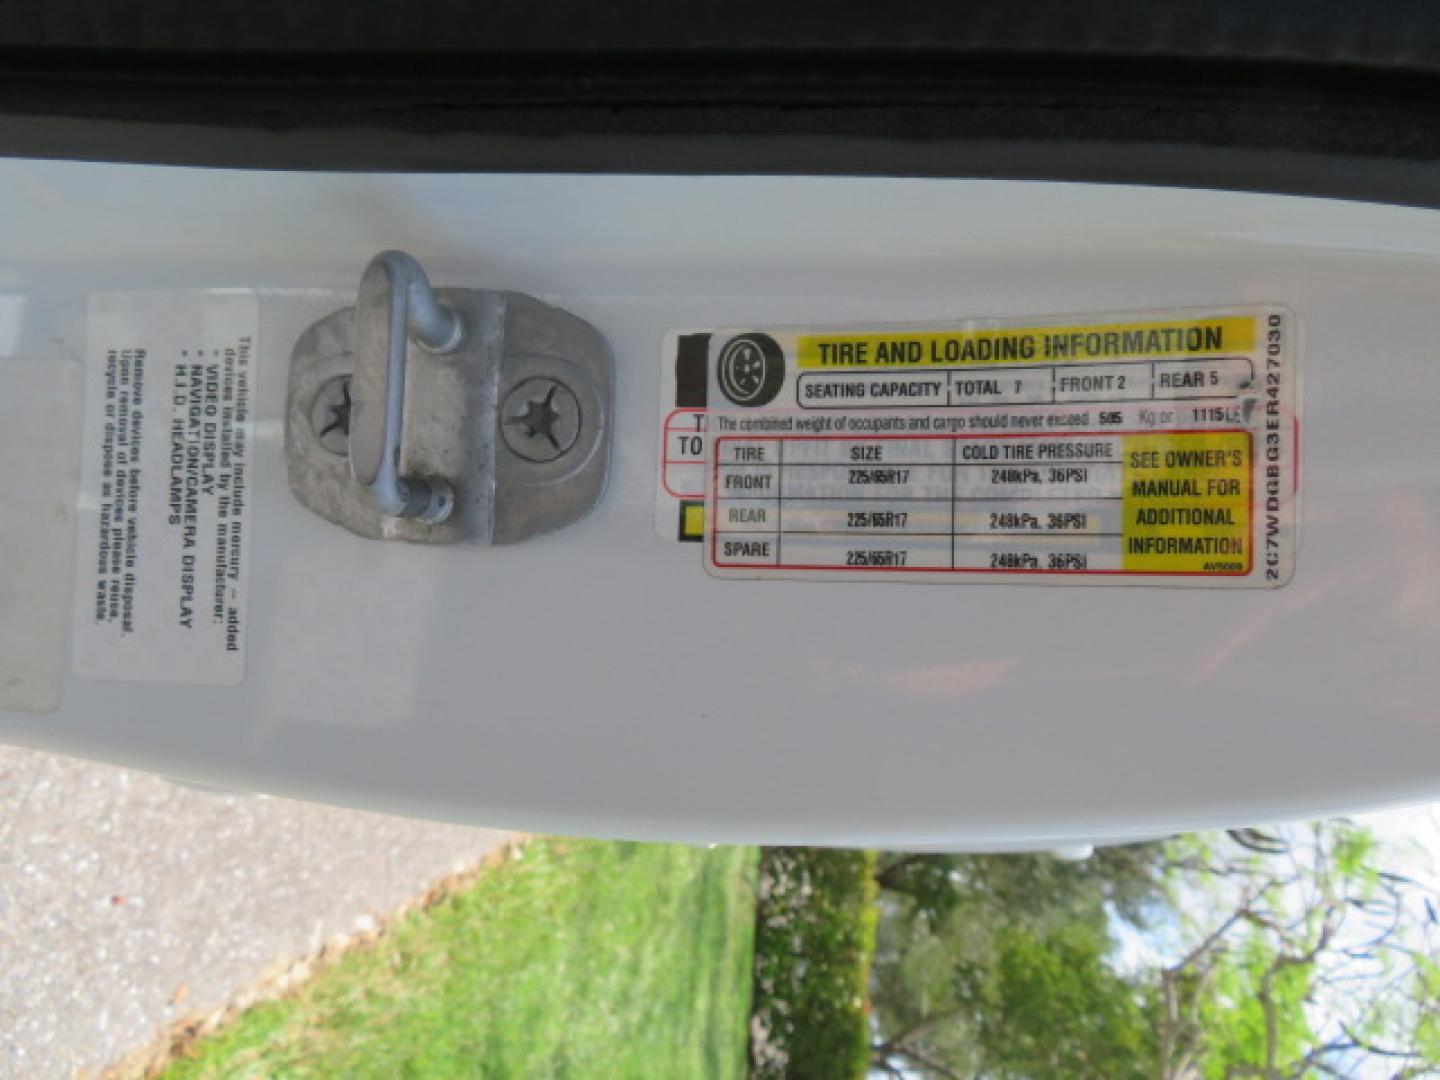 This vehicle may include mercury – added
devices installed by the manufacturer:
• VIDEO DISPLAY
• NAVIGATION/CAMERA DISPLAY
• H.I.D. HEADLAMPS
Remove devices before vehicle disposal.
Upon removal of devices please reuse,
recycle or dispose as hazardous waste.
TIRE AND LOADING INFORMATION
SEATING CAPACITY TOTAL 7 FRONT 2 REAR 5
The combined weight of occupants and cargo should never exceed 505 Kg or 1115
TIRE SIZE COLD TIRE PRESSURE
FRONT 225/65R17 248kPa, 36PSI
REAR 225/65R17 248kPa, 36PSI
SPARE 225/65R17 248kPa, 36PSI
SEE OWNER'S
MANUAL FOR
ADDITIONAL
INFORMATION
2C7WDGBG3ER427030
TO